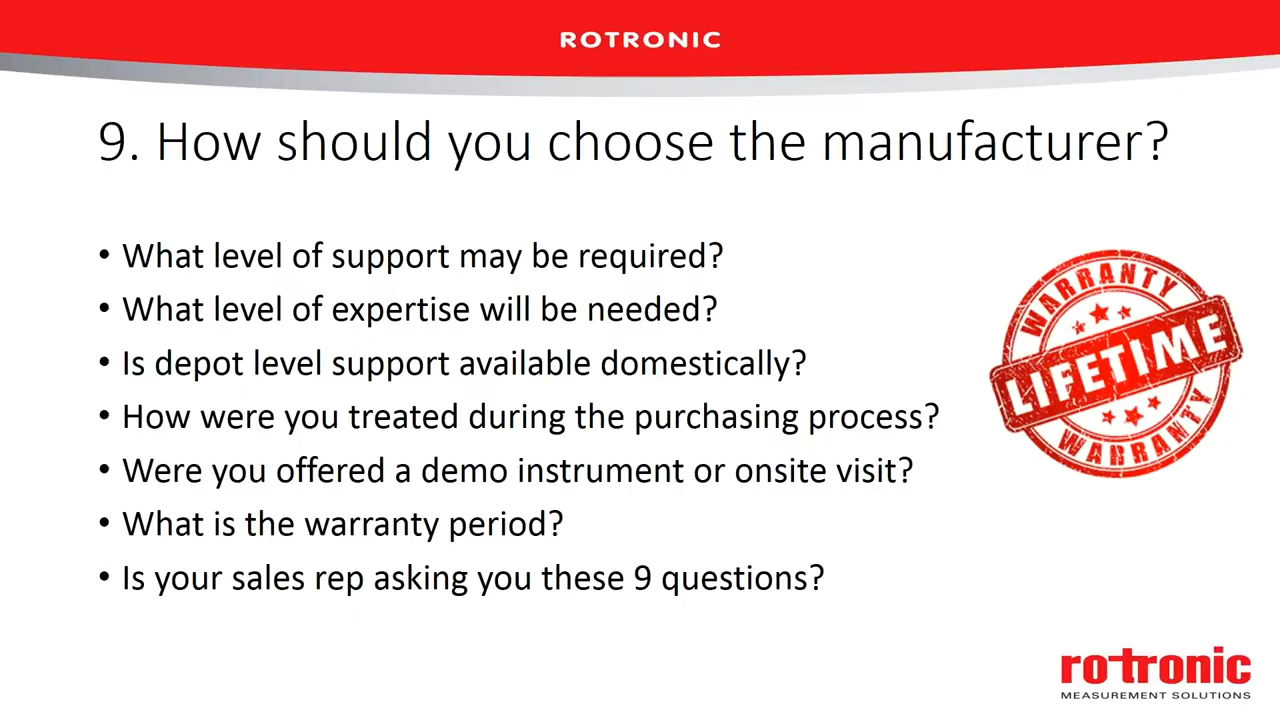 ROTRONIC
9. How should you choose the manufacturer?
• What level of support may be required?
• What level of expertise will be needed?
• Is depot level support available domestically?
• How were you treated during the purchasing process?
• Were you offered a demo instrument or onsite visit?
• What is the warranty period?
• Is your sales rep asking you these 9 questions?
WARRANTY
LIFETIME
WARRANTY
rotronic
MEASUREMENT SOLUTIONS